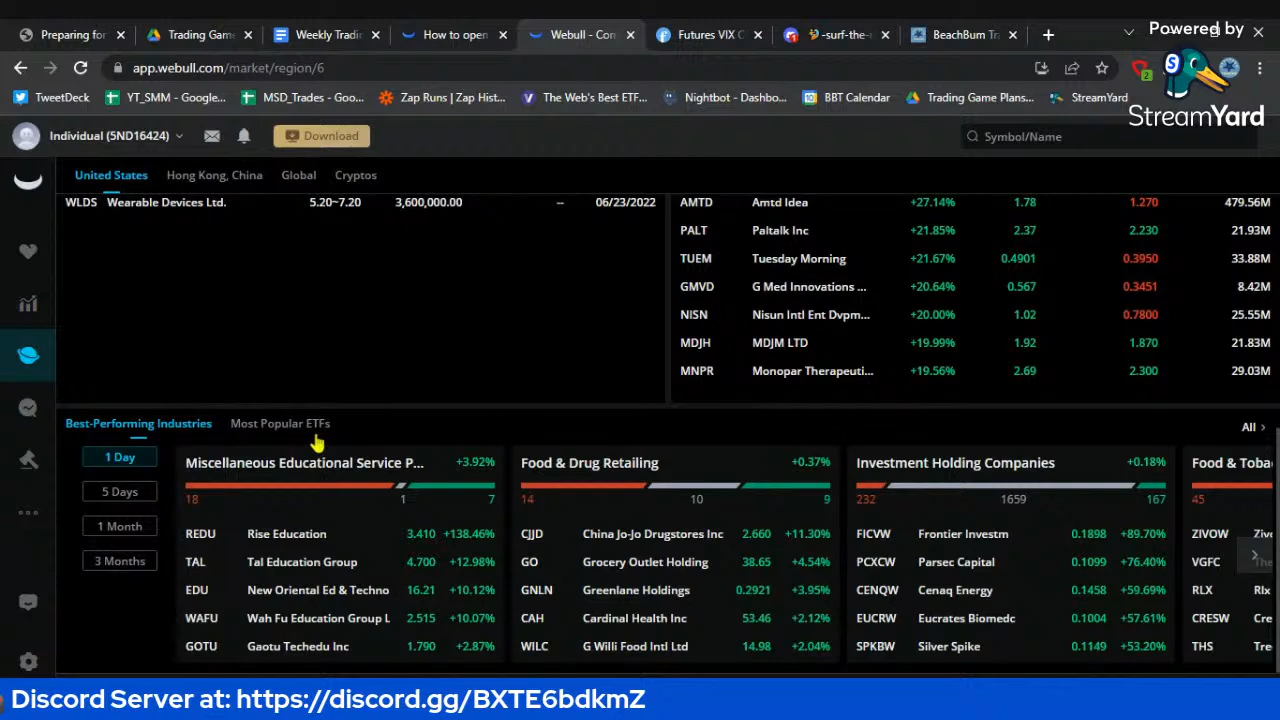 Preparing for
Trading Gam
Weekly Tradi
How to open
Webull - Con
Futures VIX C
-surf-the-
BeachBum Tr
Powered by
app.webull.com/market/region/6
2
S
TweetDeck
YT_SMM - Google...
MSD_Trades - Goo...
Zap Runs | Zap Hist...
The Web's Best ETF...
Nightbot - Dashbo...
BBT Calendar
Trading Game Plans...
StreamYard
StreamYard
Individual (5ND16424)
Download
Symbol/Name
United States
Hong Kong, China
Global
Cryptos
WLDS Wearable Devices Ltd. 5.20~7.20 3,600,000.00 -- 06/23/2022
AMTD Amtd Idea +27.14% 1.78 1.270 479.56M
PALT Paltalk Inc +21.85% 2.37 2.230 21.93M
TUEM Tuesday Morning +21.67% 0.4901 0.3950 33.88M
GMVD G Med Innovations ... +20.64% 0.567 0.3451 8.42M
NISN Nisun Intl Ent Dvpm... +20.00% 1.02 0.7800 25.55M
MDJH MDJM LTD +19.99% 1.92 1.870 21.83M
MNPR Monopar Therapeuti... +19.56% 2.69 2.300 29.03M
Best-Performing Industries
Most Popular ETFs
All
1 Day
5 Days
1 Month
3 Months
Miscellaneous Educational Service P... +3.92%
18 1 7
REDU Rise Education 3.410 +138.46%
TAL Tal Education Group 4.700 +12.98%
EDU New Oriental Ed & Techno 16.21 +10.12%
WAFU Wah Fu Education Group L 2.515 +10.07%
GOTU Gaotu Techedu Inc 1.790 +2.87%
Food & Drug Retailing +0.37%
14 10 9
CJJD China Jo-Jo Drugstores Inc 2.660 +11.30%
GO Grocery Outlet Holding 38.65 +4.54%
GNLN Greenlane Holdings 0.2921 +3.95%
CAH Cardinal Health Inc 53.46 +2.12%
WILC G Willi Food Intl Ltd 14.98 +2.04%
Investment Holding Companies +0.18%
232 1659 167
FICVW Frontier Investm 0.1898 +89.70%
PCXCW Parsec Capital 0.1099 +76.40%
CENQW Cenaq Energy 0.1458 +59.69%
EUCRW Eucrates Biomedc 0.1004 +57.61%
SPKBW Silver Spike 0.1149 +53.20%
Food & Toba
45
ZIVOW Zivo
VGFC The
RLX Rlx
CRESW Cre
THS Tree
Discord Server at: https://discord.gg/BXTE6bdkmZ